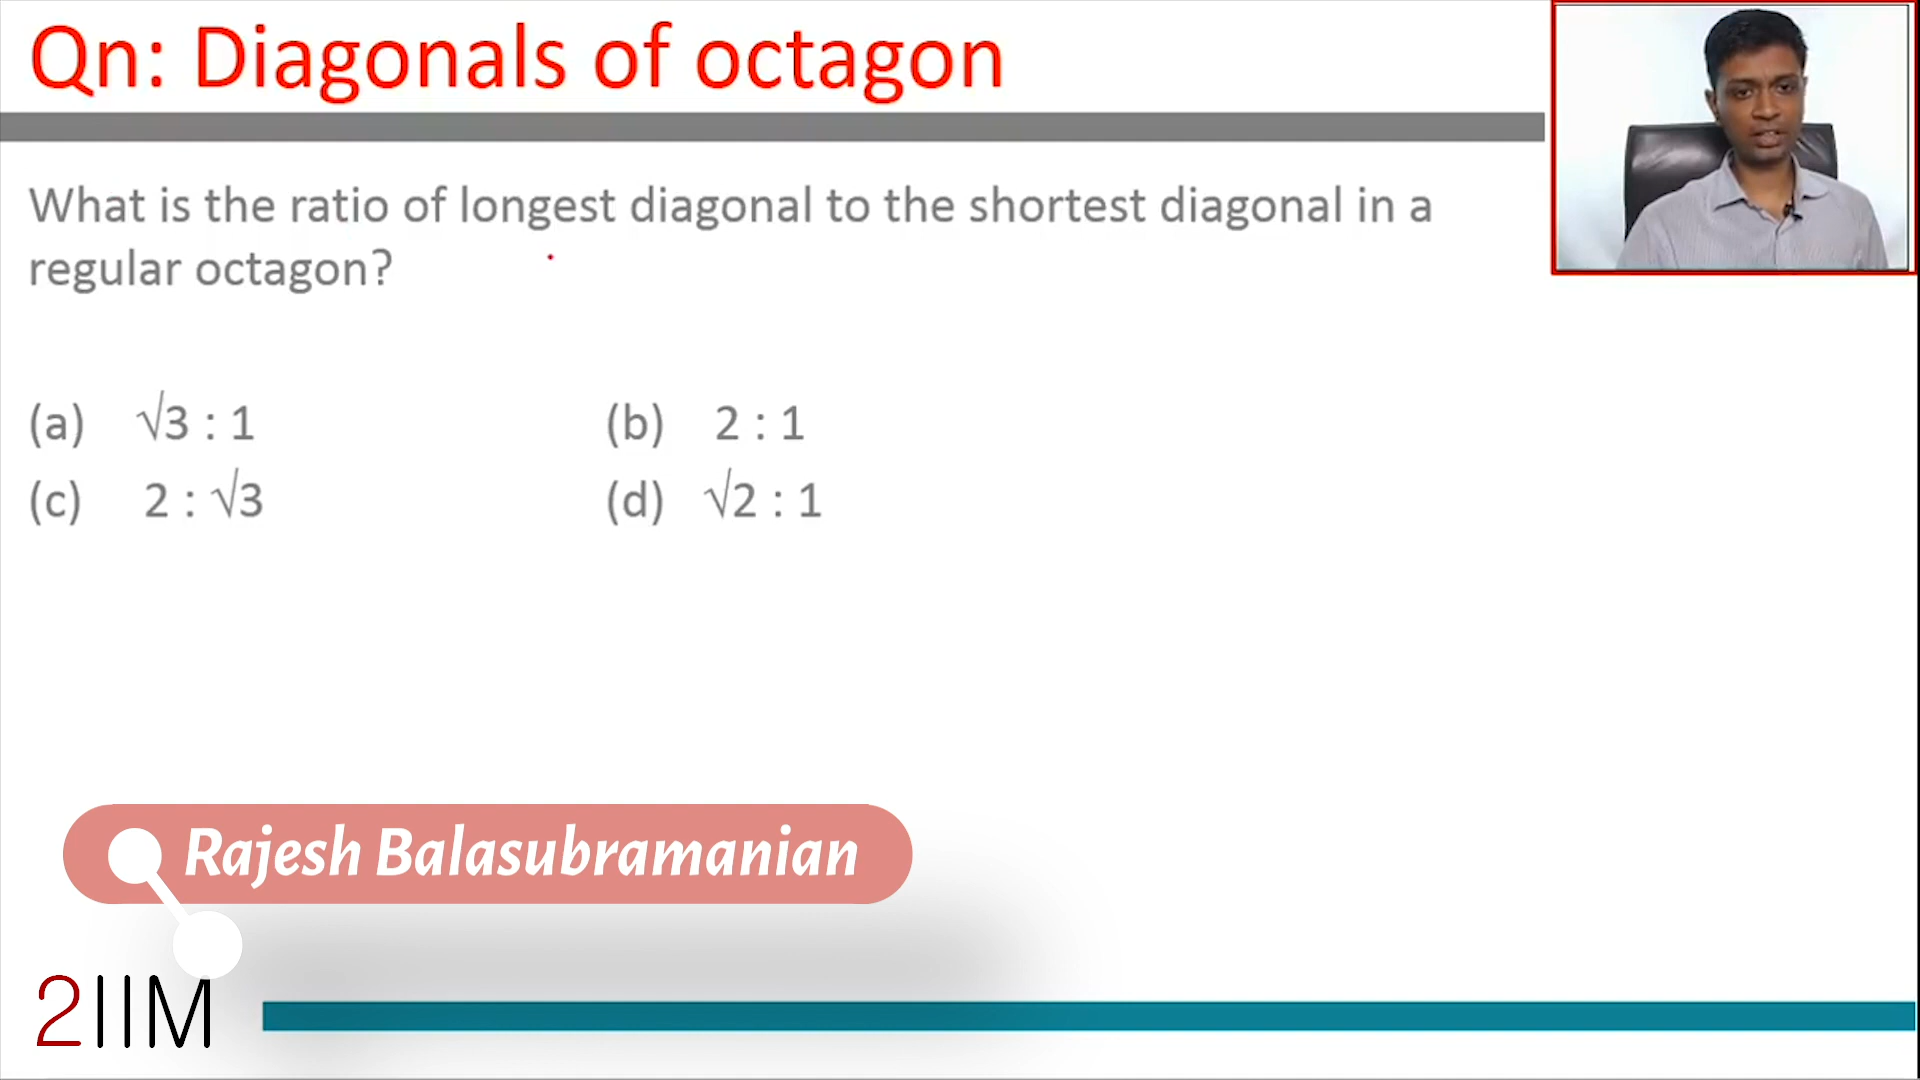 Qn: Diagonals of octagon
What is the ratio of longest diagonal to the shortest diagonal in a
regular octagon?
(a) √3 : 1 (b) 2 : 1
(c) 2 : √3 (d) √2 : 1
Rajesh Balasubramanian
2IIM